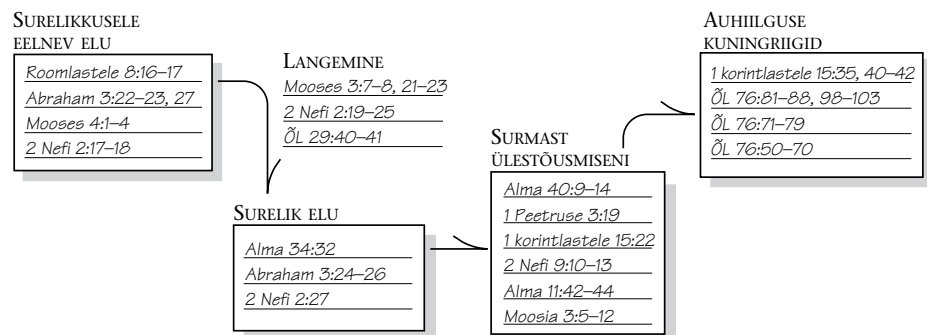 SURELIKKUSELE
EELNEV ELU
Roomlastele 8:16–17
Abraham 3:22–23, 27
Mooses 4:1–4
2 Nefi 2:17–18
LANGEMINE
Mooses 3:7–8, 21–23
2 Nefi 2:19–25
ÕL 29:40–41
SURELIK ELU
Alma 34:32
Abraham 3:24–26
2 Nefi 2:27
SURMAST
ÜLESTÕUSMISENI
Alma 40:9–14
1 Peetruse 3:19
1 korintlastele 15:22
2 Nefi 9:10–13
Alma 11:42–44
Moosia 3:5–12
AUHIILGUSE
KUNINGRIIGID
1 korintlastele 15:35, 40–42
ÕL 76:81–88, 98–103
ÕL 76:71–79
ÕL 76:50–70